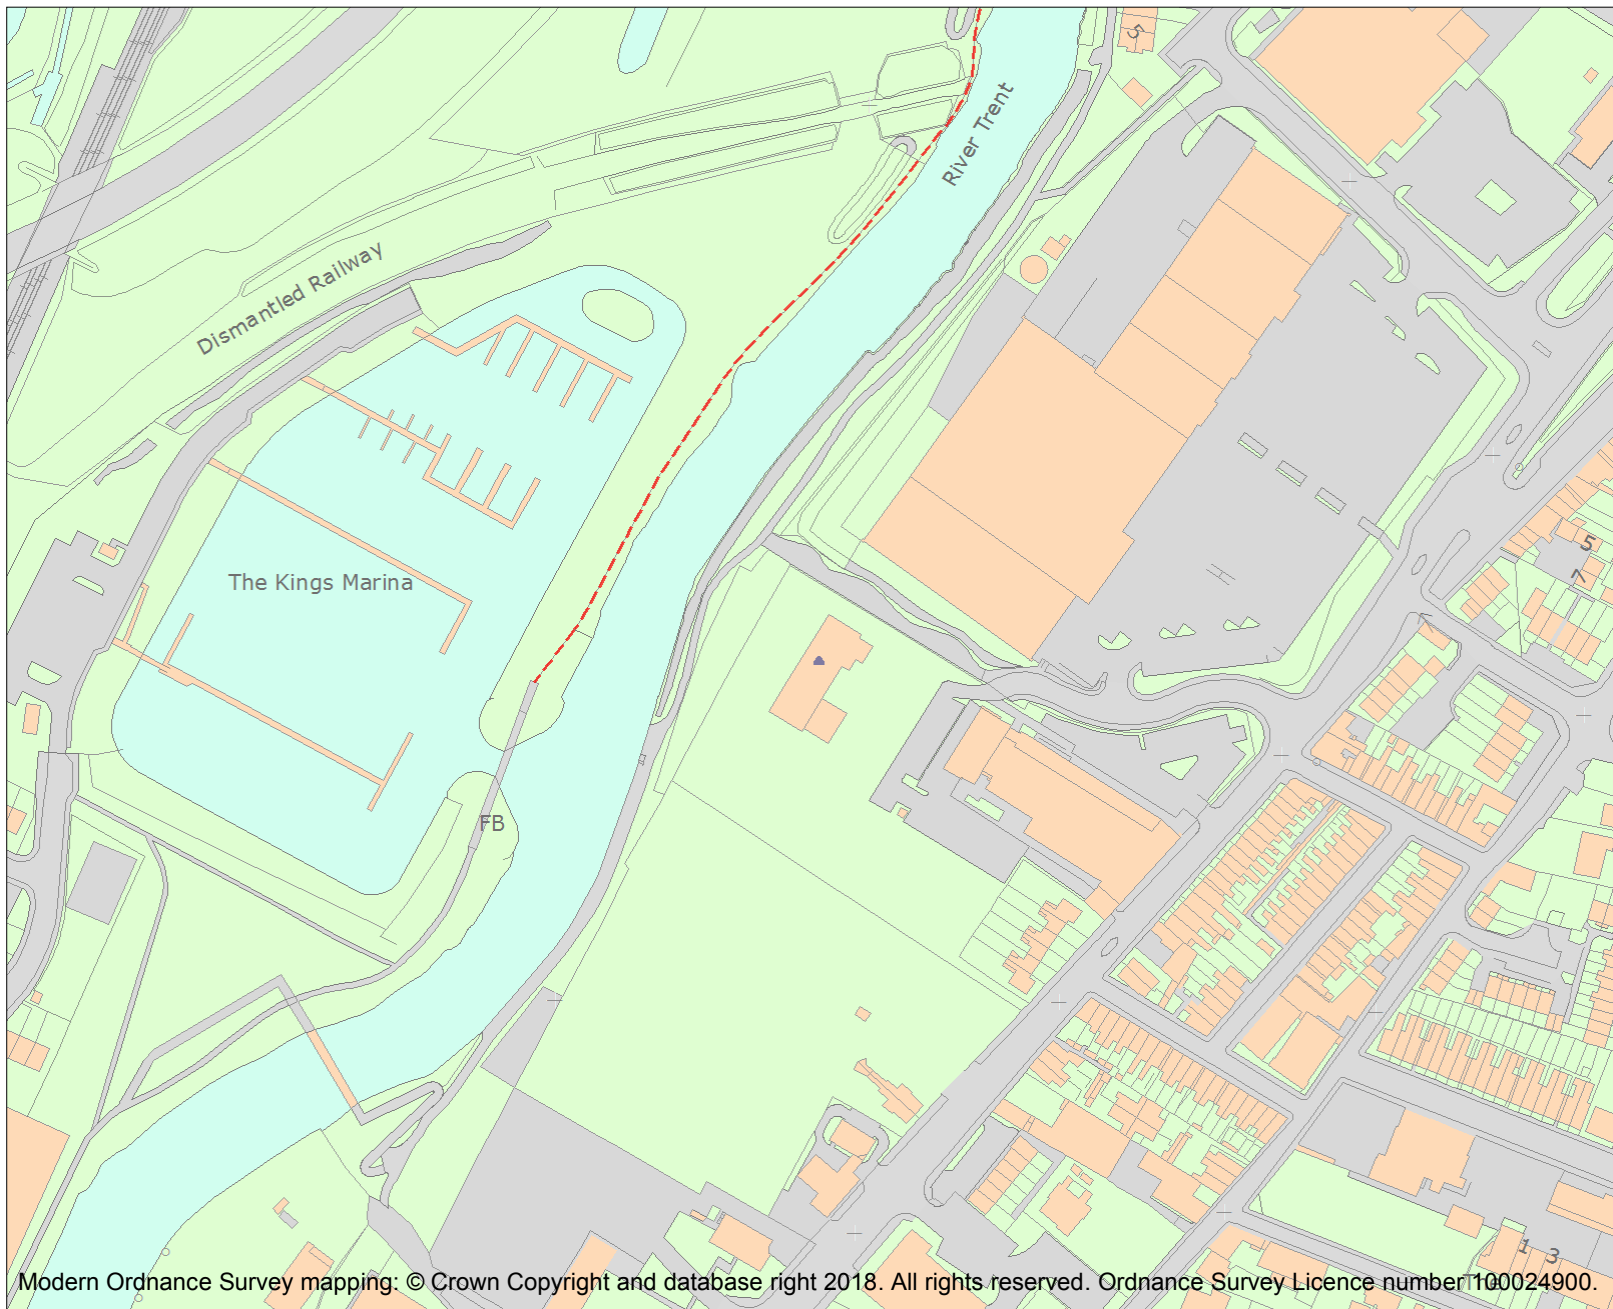 5
River Trent
Dismantled Railway
5
7
The Kings Marina
FB
1 3
Modern Ordnance Survey mapping: © Crown Copyright and database right 2018. All rights reserved. Ordnance Survey Licence number 100024900.